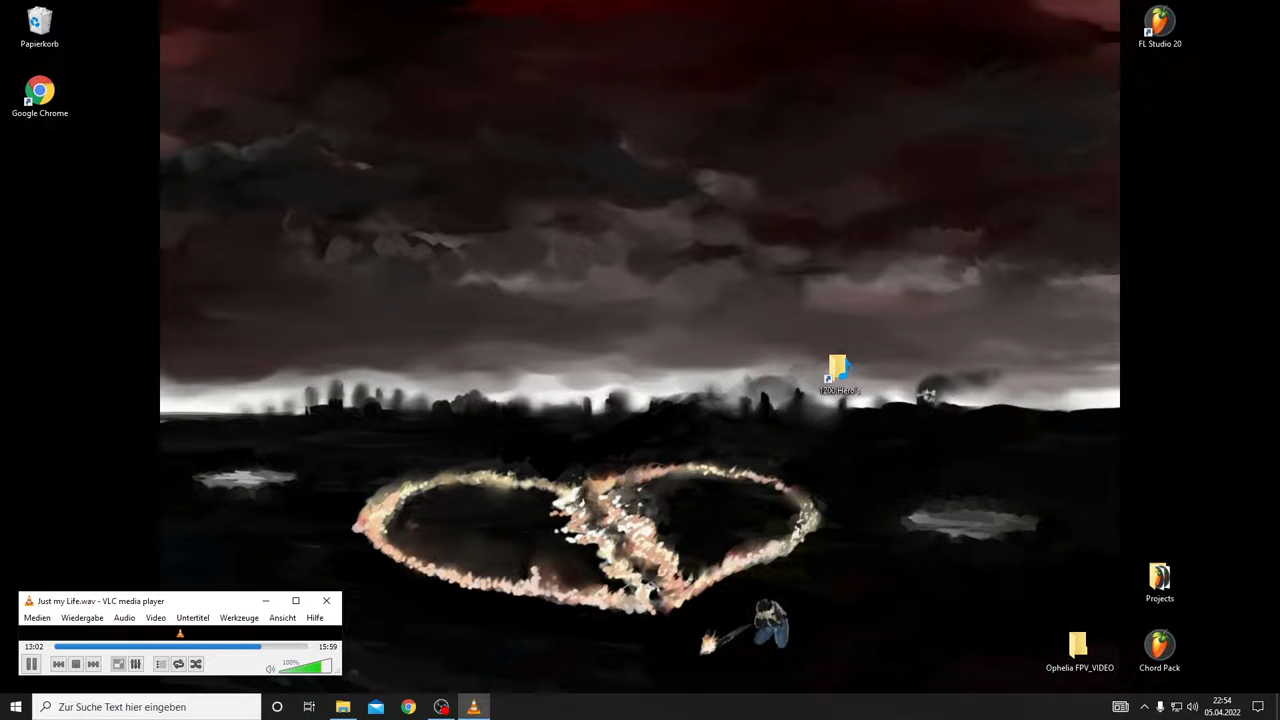 Papierkorb
Google Chrome
FL Studio 20
1200 Here's
Projects
Ophelia FPV_VIDEO
Chord Pack
Just my Life.wav - VLC media player
Medien Wiedergabe Audio Video Untertitel Werkzeuge Ansicht Hilfe
13:02 15:59
100%
Zur Suche Text hier eingeben
22:54
05.04.2022